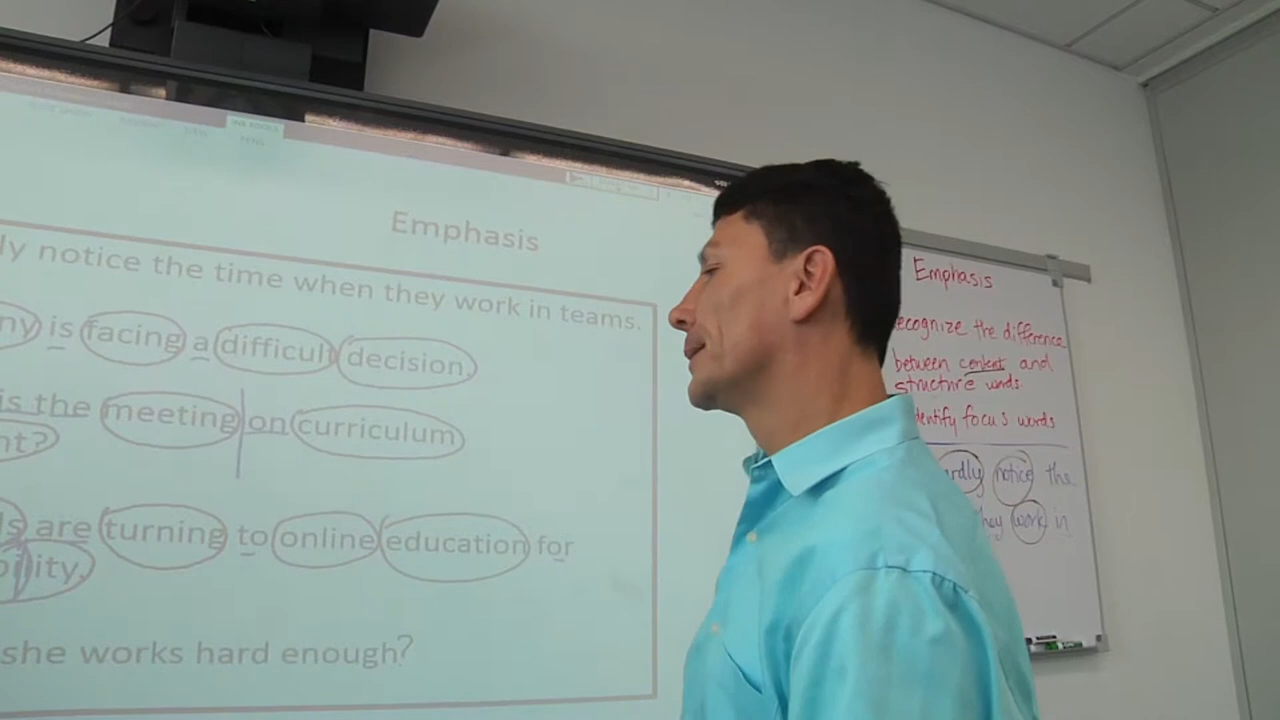 Emphasis
ly notice the time when they work in teams.
ny is facing a difficult decision.
is the meeting on curriculum
nt?
s are turning to online education for
ility.
she works hard enough?
Emphasis
ecognize the difference
between content and
structure words
dentify focus words
rdly notice the
hey work in